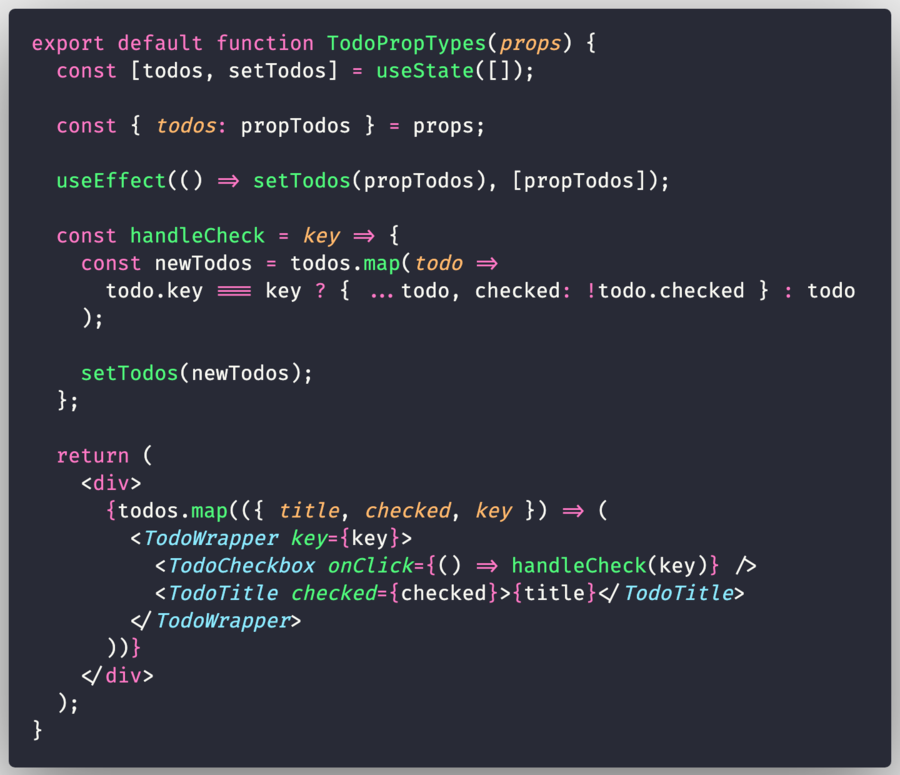 export default function TodoPropTypes(props) {
  const [todos, setTodos] = useState([]);

  const { todos: propTodos } = props;

  useEffect(() => setTodos(propTodos), [propTodos]);

  const handleCheck = key => {
    const newTodos = todos.map(todo =>
      todo.key === key ? { ...todo, checked: !todo.checked } : todo
    );

    setTodos(newTodos);
  };

  return (
    <div>
      {todos.map(({ title, checked, key }) => (
        <TodoWrapper key={key}>
          <TodoCheckbox onClick={() => handleCheck(key)} />
          <TodoTitle checked={checked}>{title}</TodoTitle>
        </TodoWrapper>
      ))}
    </div>
  );
}